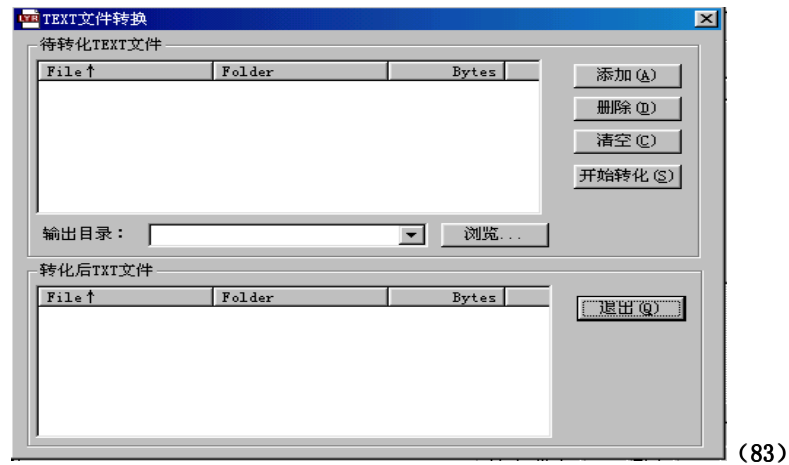 LYR TEXT文件转换
待转化TEXT文件
File↑ Folder Bytes
添加(A)
删除(D)
清空(C)
开始转化(S)
输出目录： 浏览...
转化后TXT文件
File↑ Folder Bytes
退出(Q)
(83)